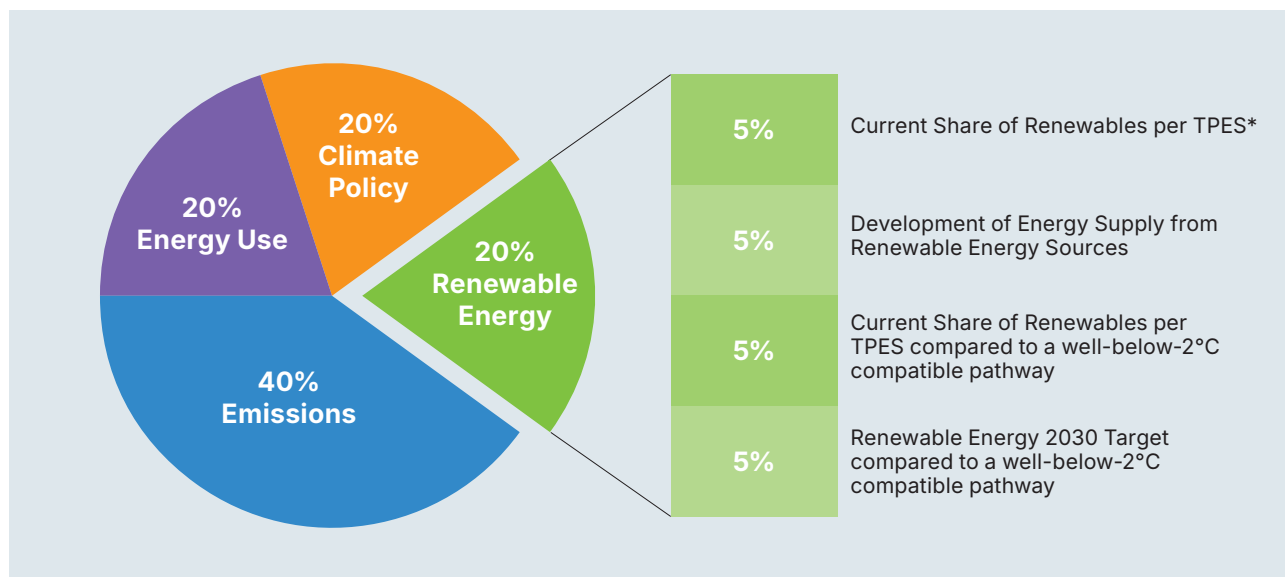 20%
Climate
Policy
20%
Energy Use
20%
Renewable
Energy
40%
Emissions
5%
Current Share of Renewables per TPES*
5%
Development of Energy Supply from
Renewable Energy Sources
5%
Current Share of Renewables per
TPES compared to a well-below-2°C
compatible pathway
5%
Renewable Energy 2030 Target
compared to a well-below-2°C
compatible pathway